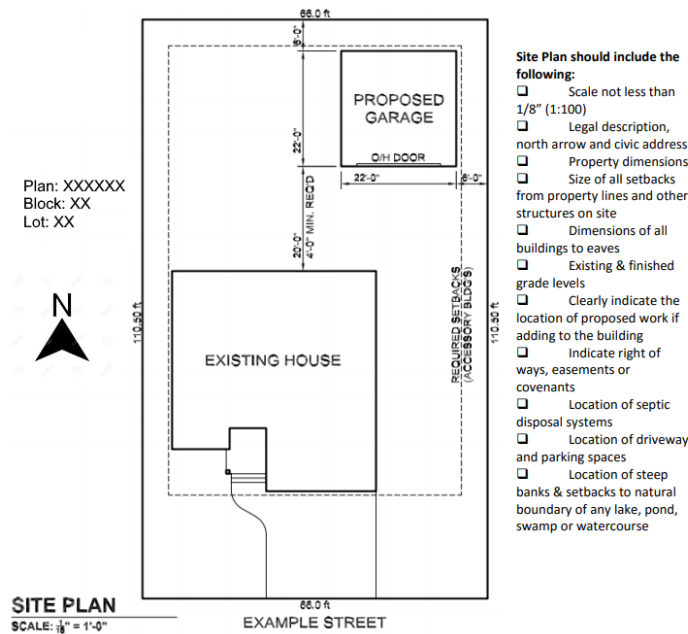 66.0 ft
6'-0"
PROPOSED
GARAGE
22'-0"
O/H DOOR
22'-0"
6'-0"
Plan: XXXXXX
Block: XX
Lot: XX
20'-0"
4'-0" MIN. REQ'D
N
110.50 ft
110.50 ft
REQUIRED SETBACKS
(ACCESSORY BLDG'S)
EXISTING HOUSE
66.0 ft
SITE PLAN
SCALE: 1/16" = 1'-0"
EXAMPLE STREET
Site Plan should include the
following:
❑ Scale not less than
1/8" (1:100)
❑ Legal description,
north arrow and civic address
❑ Property dimensions
❑ Size of all setbacks
from property lines and other
structures on site
❑ Dimensions of all
buildings to eaves
❑ Existing & finished
grade levels
❑ Clearly indicate the
location of proposed work if
adding to the building
❑ Indicate right of
ways, easements or
covenants
❑ Location of septic
disposal systems
❑ Location of driveway
and parking spaces
❑ Location of steep
banks & setbacks to natural
boundary of any lake, pond,
swamp or watercourse